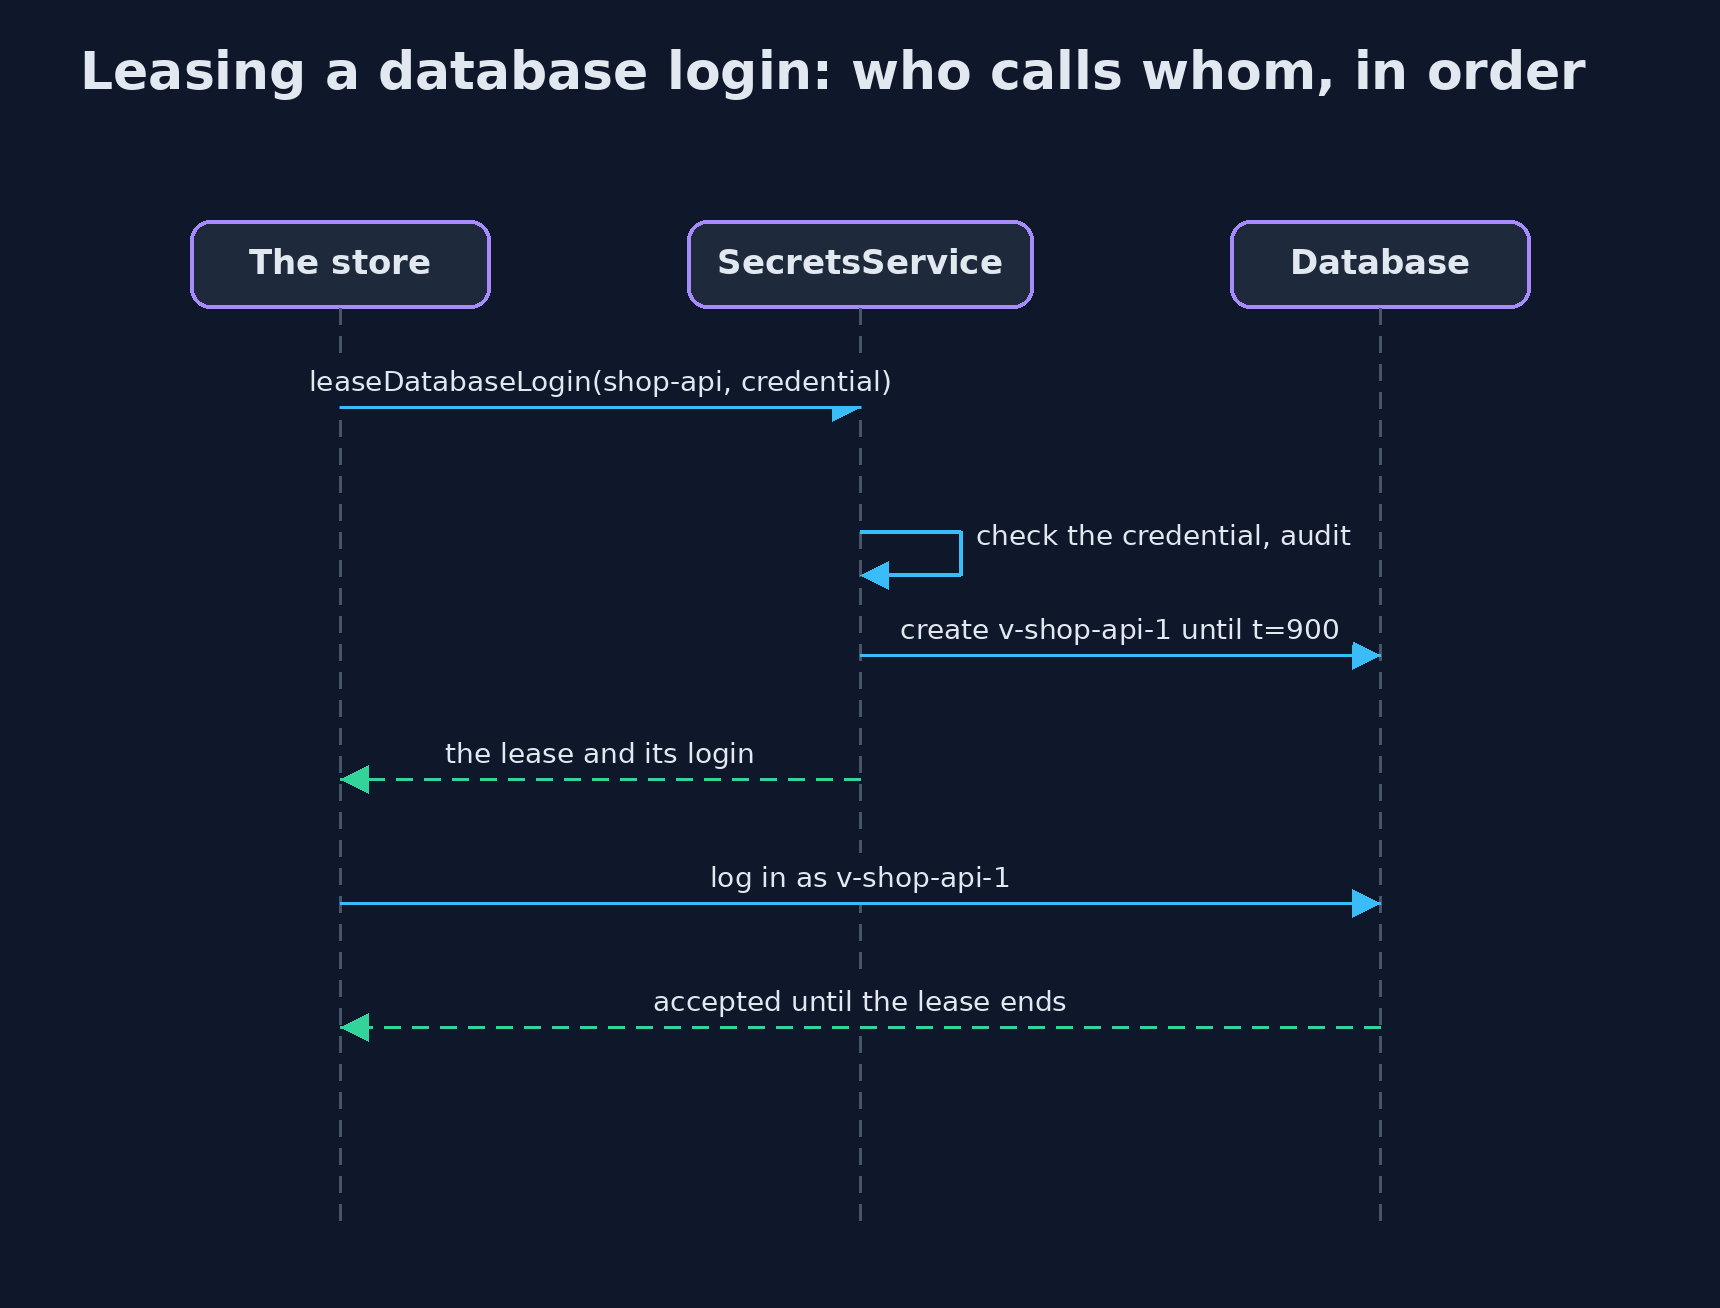 Leasing a database login: who calls whom, in order
The store
SecretsService
Database
leaseDatabaseLogin(shop-api, credential)
check the credential, audit
create v-shop-api-1 until t=900
the lease and its login
log in as v-shop-api-1
accepted until the lease ends